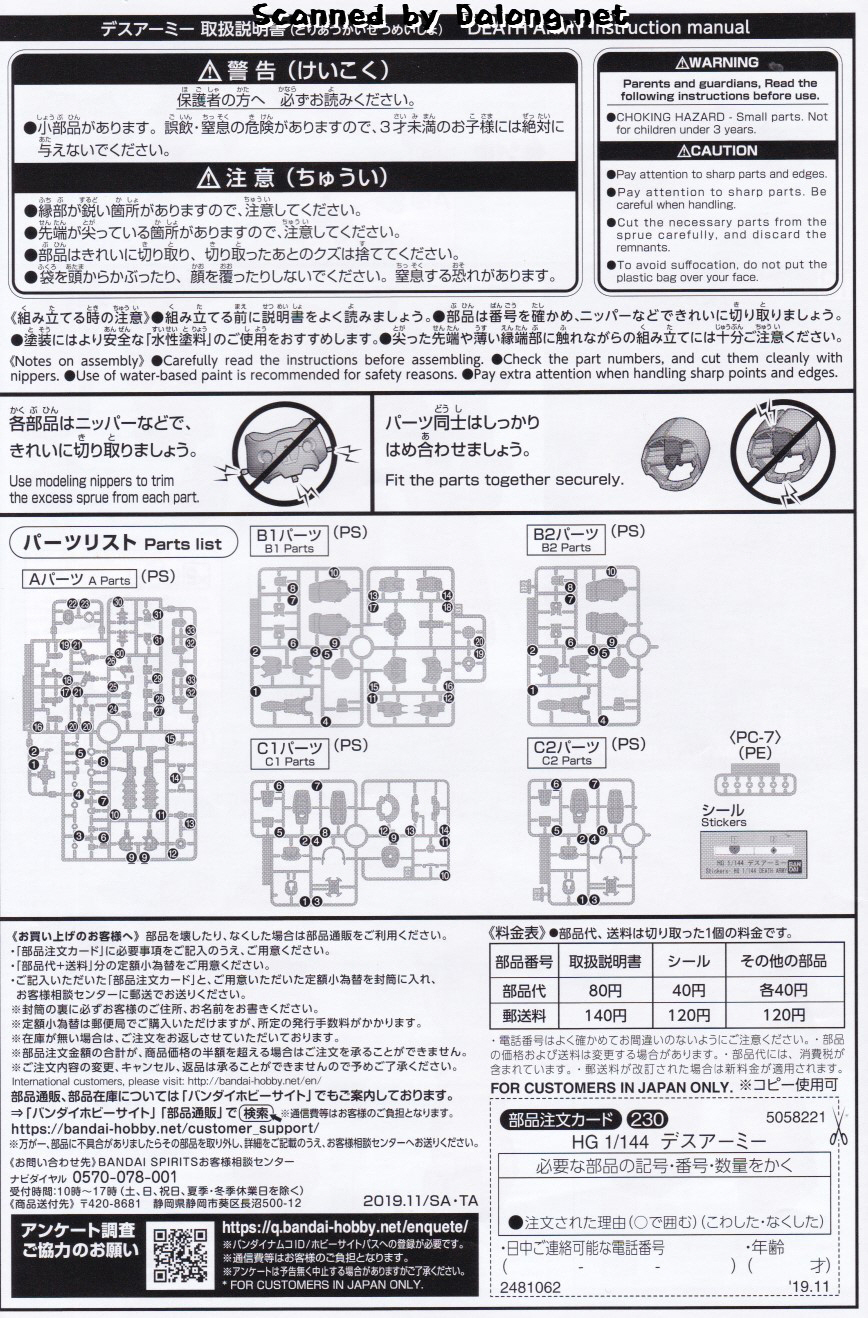 Scanned by Dalong.net
デスアーミー 取扱説明書（とりあつかいせつめいしょ） DEATH ARMY Instruction manual
⚠警告（けいこく）
保護者の方へ 必ずお読みください。
●小部品があります。誤飲・窒息の危険がありますので、3才未満のお子様には絶対に
与えないでください。
⚠注意（ちゅうい）
●縁部が鋭い箇所がありますので、注意してください。
●先端が尖っている箇所がありますので、注意してください。
●部品はきれいに切り取り、切り取ったあとのクズは捨ててください。
●袋を頭からかぶったり、顔を覆ったりしないでください。窒息する恐れがあります。
⚠WARNING
Parents and guardians, Read the
following instructions before use.
●CHOKING HAZARD - Small parts. Not
for children under 3 years.
⚠CAUTION
●Pay attention to sharp parts and edges.
●Pay attention to sharp parts. Be
careful when handling.
●Cut the necessary parts from the
sprue carefully, and discard the
remnants.
●To avoid suffocation, do not put the
plastic bag over your face.
《組み立てる時の注意》●組み立てる前に説明書をよく読みましょう。●部品は番号を確かめ、ニッパーなどできれいに切り取りましょう。
●塗装にはより安全な「水性塗料」のご使用をおすすめします。●尖った先端や薄い縁端部に触れながらの組み立てには十分ご注意ください。
《Notes on assembly》●Carefully read the instructions before assembling. ●Check the part numbers, and cut them cleanly with
nippers. ●Use of water-based paint is recommended for safety reasons. ●Pay extra attention when handling sharp points and edges.
各部品はニッパーなどで、
きれいに切り取りましょう。
Use modeling nippers to trim
the excess sprue from each part.
パーツ同士はしっかり
はめ合わせましょう。
Fit the parts together securely.
パーツリスト Parts list
Aパーツ A Parts (PS)
B1パーツ (PS)
B1 Parts
B2パーツ (PS)
B2 Parts
C1パーツ (PS)
C1 Parts
C2パーツ (PS)
C2 Parts
〈PC-7〉
(PE)
シール
Stickers
HG 1/144 デスアーミー
Stickers: HG 1/144 DEATH ARMY
BANDAI
《お買い上げのお客様へ》部品を壊したり、なくした場合は部品通販をご利用ください。
・「部品注文カード」に必要事項をご記入のうえ、ご用意ください。
・「部品代+送料」分の定額小為替をご用意ください。
・ご記入いただいた「部品注文カード」と、ご用意いただいた定額小為替を封筒に入れ、
お客様相談センターに郵送でお送りください。
※封筒の裏に必ずお客様のご住所、お名前をお書きください。
※定額小為替は郵便局でご購入いただけますが、所定の発行手数料がかかります。
※在庫が無い場合は、ご注文をお返しさせていただいております。
※部品注文金額の合計が、商品価格の半額を超える場合はご注文を承ることができません。
※ご注文内容の変更、キャンセル、返品は承ることができませんので予めご了承ください。
International customers, please visit: http://bandai-hobby.net/en/
部品通販、部品在庫については「バンダイホビーサイト」でもご案内しております。
⇒「バンダイホビーサイト」「部品通販」で 検索 ※通信費等はお客様のご負担となります。
https://bandai-hobby.net/customer_support/
※万が一、部品に不具合がありましたらその部品を取り外し、詳細をご記載のうえ、お客様相談センターへお送りください。
《お問い合わせ先》BANDAI SPIRITSお客様相談センター
ナビダイヤル 0570-078-001
受付時間:10時〜17時（土、日、祝日、夏季・冬季休業日を除く）
《商品送付先》〒420-8681 静岡県静岡市葵区長沼500-12
2019.11/SA・TA
アンケート調査
ご協力のお願い
https://q.bandai-hobby.net/enquete/
※バンダイナムコID/ホビーサイトパスへの登録が必要です。
※通信費等はお客様のご負担となります。
※アンケートは予告無く中止する場合がありますがご了承ください。
* FOR CUSTOMERS IN JAPAN ONLY.
《料金表》●部品代、送料は切り取った1個の料金です。
部品番号 取扱説明書 シール その他の部品
部品代 80円 40円 各40円
郵送料 140円 120円 120円
・電話番号はよく確かめてお間違いのないようにご注意ください。・部品
の価格および送料は変更する場合があります。・部品代には、消費税が
含まれています。・郵送料が改訂された場合は新料金が適用されます。
FOR CUSTOMERS IN JAPAN ONLY. ※コピー使用可
部品注文カード 230 5058221
HG 1/144 デスアーミー
必要な部品の記号・番号・数量をかく
●注文された理由（○で囲む）（こわした・なくした）
・日中ご連絡可能な電話番号 ・年齢
( - - ) ( 才)
2481062 '19.11